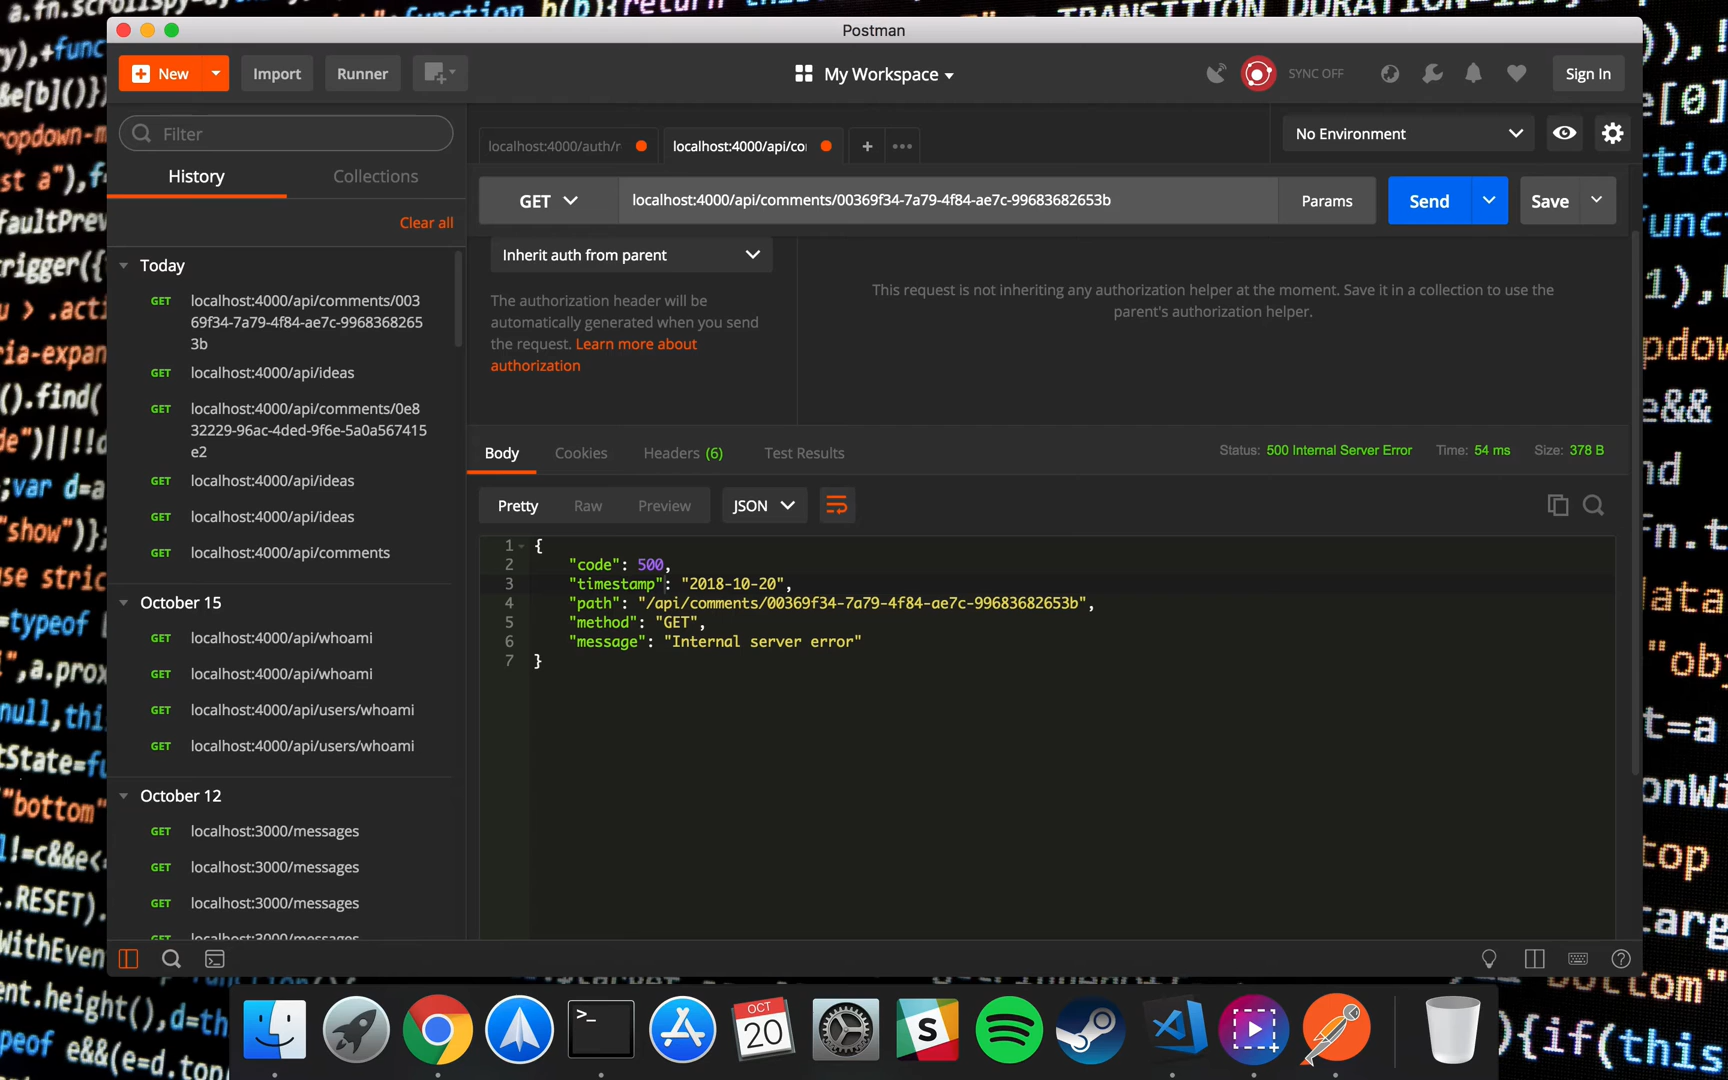 Postman
New
Import
Runner
My Workspace
SYNC OFF
Sign In
Filter
History
Collections
Clear all
Today
GET localhost:4000/api/comments/003
69f34-7a79-4f84-ae7c-9968368265
3b
GET localhost:4000/api/ideas
GET localhost:4000/api/comments/0e8
32229-96ac-4ded-9f6e-5a0a567415
e2
GET localhost:4000/api/ideas
GET localhost:4000/api/ideas
GET localhost:4000/api/comments
October 15
GET localhost:4000/api/whoami
GET localhost:4000/api/whoami
GET localhost:4000/api/users/whoami
GET localhost:4000/api/users/whoami
October 12
GET localhost:3000/messages
GET localhost:3000/messages
GET localhost:3000/messages
GET localhost:3000/messages
localhost:4000/auth/r
localhost:4000/api/co
No Environment
GET
localhost:4000/api/comments/00369f34-7a79-4f84-ae7c-99683682653b
Params
Send
Save
Inherit auth from parent
The authorization header will be
automatically generated when you send
the request. Learn more about
authorization
This request is not inheriting any authorization helper at the moment. Save it in a collection to use the
parent's authorization helper.
Body
Cookies
Headers (6)
Test Results
Status: 500 Internal Server Error
Time: 54 ms
Size: 378 B
Pretty
Raw
Preview
JSON
1 {
2 "code": 500,
3 "timestamp": "2018-10-20",
4 "path": "/api/comments/00369f34-7a79-4f84-ae7c-99683682653b",
5 "method": "GET",
6 "message": "Internal server error"
7 }
OCT
20